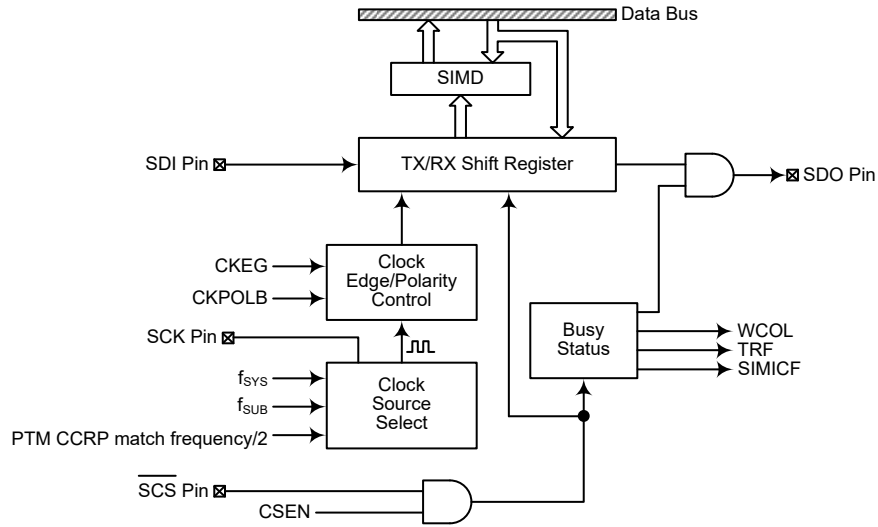 Data Bus
SIMD
SDI Pin
TX/RX Shift Register
SDO Pin
CKEG
CKPOLB
Clock
Edge/Polarity
Control
SCK Pin
Busy
Status
WCOL
TRF
SIMICF
fSYS
fSUB
PTM CCRP match frequency/2
Clock
Source
Select
SCS Pin
CSEN